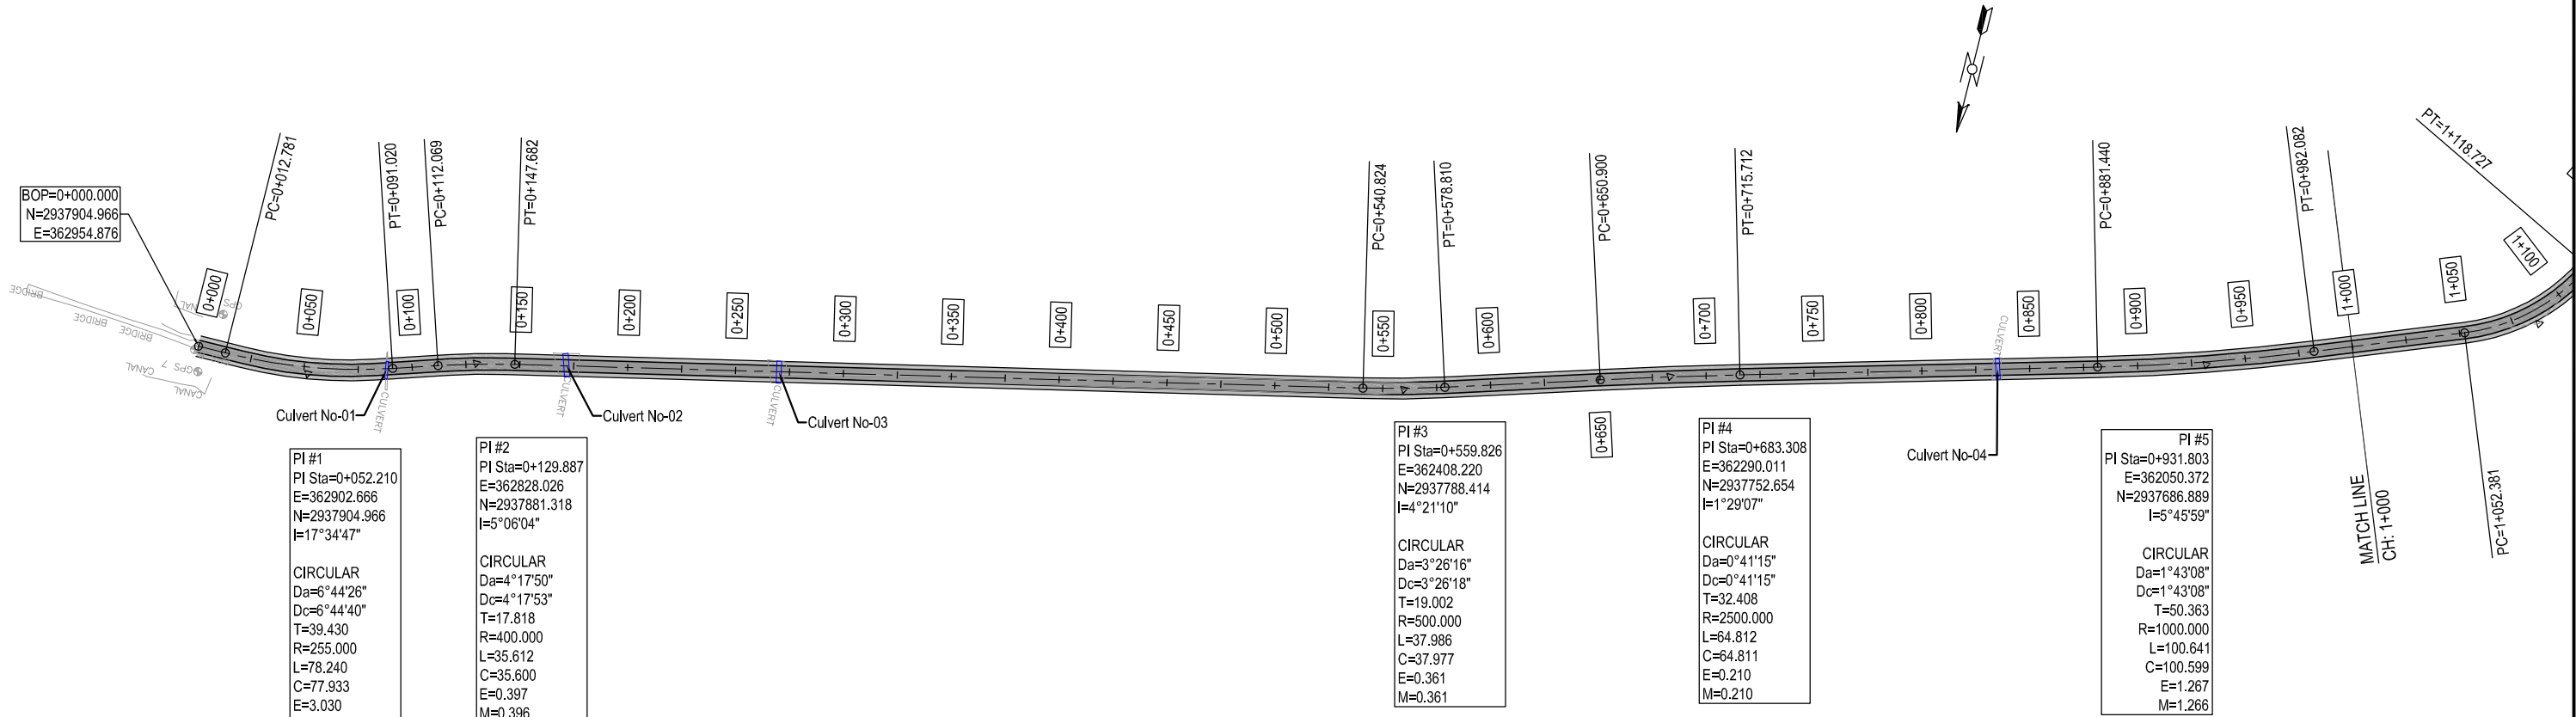 BOP=0+000.000
N=2937904.966
E=362954.876
PC=0+012.781
PT=0+091.020
PC=0+112.069
PT=0+147.682
PC=0+540.824
PT=0+578.810
PC=0+650.900
PT=0+715.712
PC=0+881.440
PT=0+982.082
PT=1+118.727
PC=1+052.381
0+000
0+050
0+100
0+150
0+200
0+250
0+300
0+350
0+400
0+450
0+500
0+550
0+600
0+650
0+700
0+750
0+800
0+850
0+900
0+950
1+000
1+050
1+100
BRIDGE
BRIDGE
BRIDGE
GPS
GPS 7
CANAL
CANAL
CULVERT
CULVERT
CULVERT
CULVERT
Culvert No-01
Culvert No-02
Culvert No-03
Culvert No-04
MATCH LINE
CH: 1+000
PI #1
PI Sta=0+052.210
E=362902.666
N=2937904.966
I=17°34'47"
CIRCULAR
Da=6°44'26"
Dc=6°44'40"
T=39.430
R=255.000
L=78.240
C=77.933
E=3.030
PI #2
PI Sta=0+129.887
E=362828.026
N=2937881.318
I=5°06'04"
CIRCULAR
Da=4°17'50"
Dc=4°17'53"
T=17.818
R=400.000
L=35.612
C=35.600
E=0.397
M=0.396
PI #3
PI Sta=0+559.826
E=362408.220
N=2937788.414
I=4°21'10"
CIRCULAR
Da=3°26'16"
Dc=3°26'18"
T=19.002
R=500.000
L=37.986
C=37.977
E=0.361
M=0.361
PI #4
PI Sta=0+683.308
E=362290.011
N=2937752.654
I=1°29'07"
CIRCULAR
Da=0°41'15"
Dc=0°41'15"
T=32.408
R=2500.000
L=64.812
C=64.811
E=0.210
M=0.210
PI #5
PI Sta=0+931.803
E=362050.372
N=2937686.889
I=5°45'59"
CIRCULAR
Da=1°43'08"
Dc=1°43'08"
T=50.363
R=1000.000
L=100.641
C=100.599
E=1.267
M=1.266